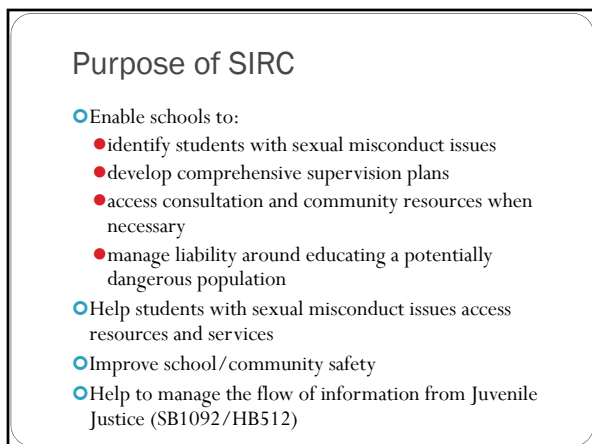 Purpose of SIRC
Enable schools to:
identify students with sexual misconduct issues
develop comprehensive supervision plans
access consultation and community resources when
necessary
manage liability around educating a potentially
dangerous population
Help students with sexual misconduct issues access
resources and services
Improve school/community safety
Help to manage the flow of information from Juvenile
Justice (SB1092/HB512)